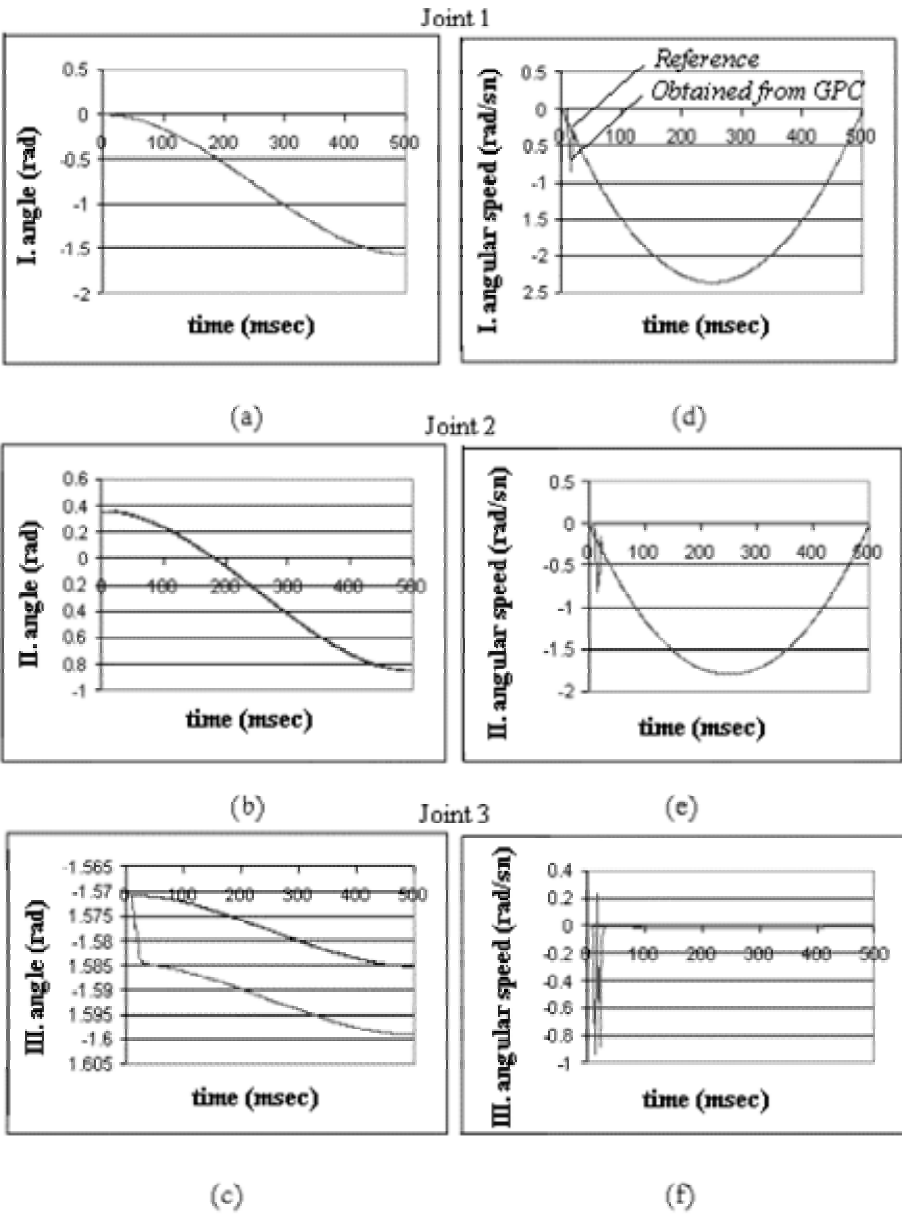 Joint 1
I. angle (rad)
0.5
0
-0.5
-1
-1.5
-2
0 100 200 300 400 500
time (msec)
(a)
I. angular speed (rad/sn)
Reference
Obtained from GPC
0.5
0
0.5
-1
1.5
-2
2.5
0 100 200 300 400 500
time (msec)
(d)
Joint 2
II. angle (rad)
0.6
0.4
0.2
0
0.2
0.4
0.6
0.8
-1
0 100 200 300 400 500
time (msec)
(b)
II. angular speed (rad/sn)
0.5
0
-0.5
-1
-1.5
-2
0 100 200 300 400 500
time (msec)
(e)
Joint 3
III. angle (rad)
-1.565
-1.57
1.575
-1.58
1.585
-1.59
1.595
-1.6
1.605
0 100 200 300 400 500
time (msec)
(c)
III. angular speed (rad/sn)
0.4
0.2
0
-0.2
-0.4
-0.6
-0.8
-1
0 100 200 300 400 500
time (msec)
(f)